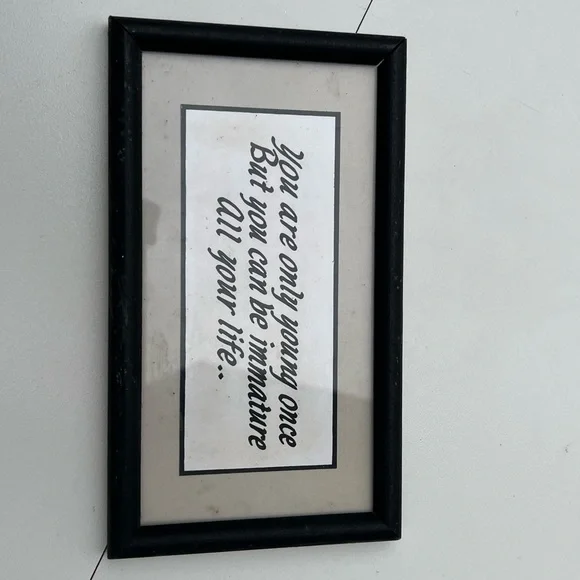 You are only young once
But you can be immature
All your life..